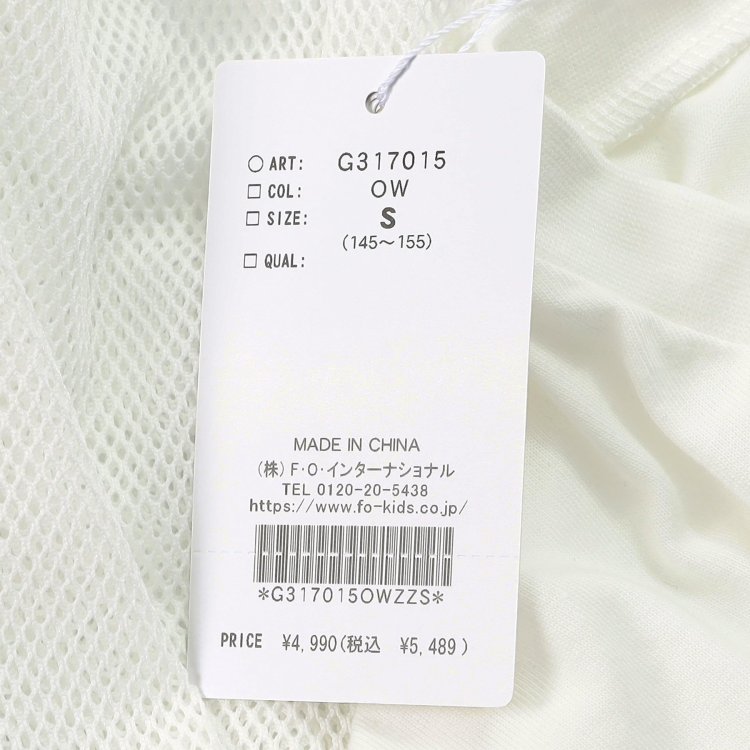 ○ ART: G317015
□ COL: OW
□ SIZE: S
(145～155)
□ QUAL:
MADE IN CHINA
(株)F・O・インターナショナル
TEL 0120-20-5438
https://www.fo-kids.co.jp/
*G317015OWZZS*
PRICE ¥4,990(税込 ¥5,489)